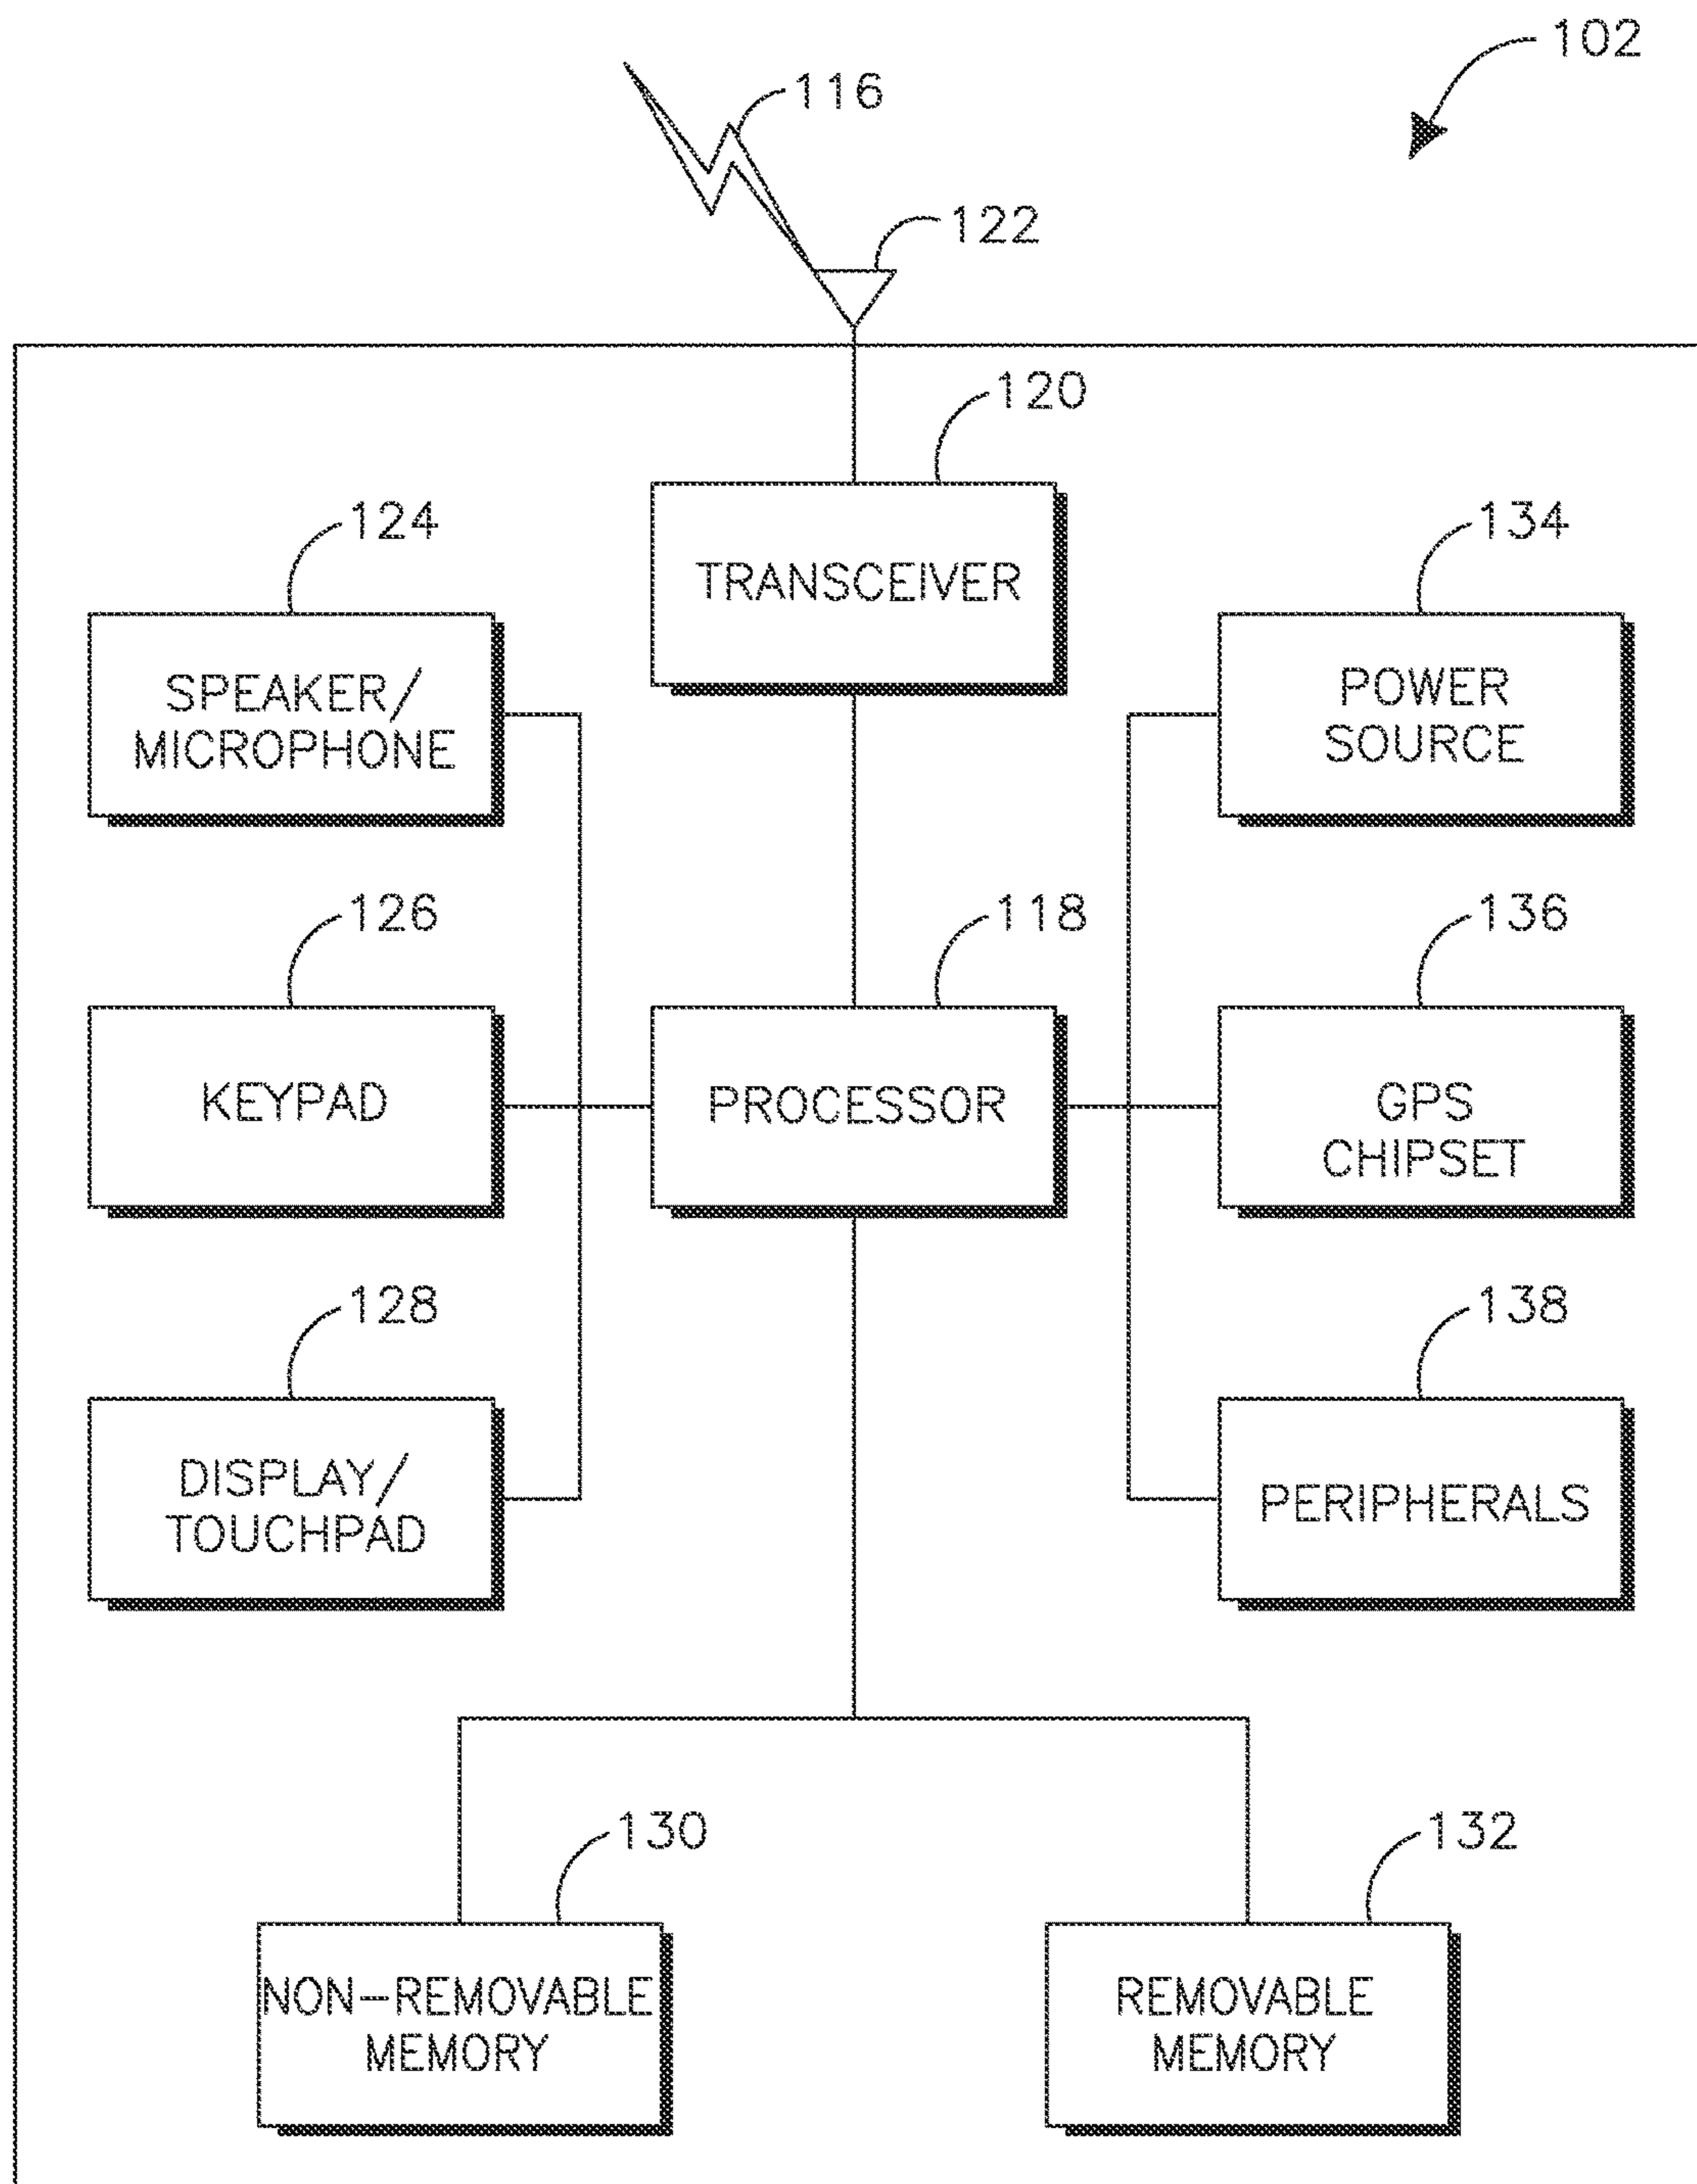 102
116
122
120
TRANSCEIVER
124
SPEAKER/
MICROPHONE
134
POWER
SOURCE
126
KEYPAD
118
PROCESSOR
136
GPS
CHIPSET
128
DISPLAY/
TOUCHPAD
138
PERIPHERALS
130
NON-REMOVABLE
MEMORY
132
REMOVABLE
MEMORY